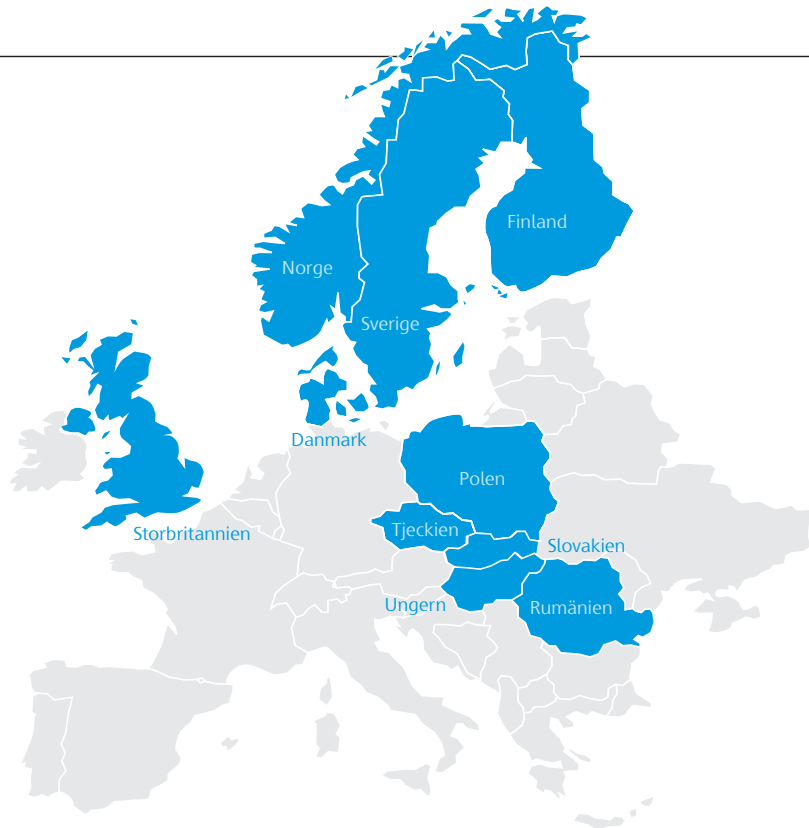 Finland
Norge
Sverige
Danmark
Polen
Tjeckien
Storbritannien
Slovakien
Ungern
Rumänien